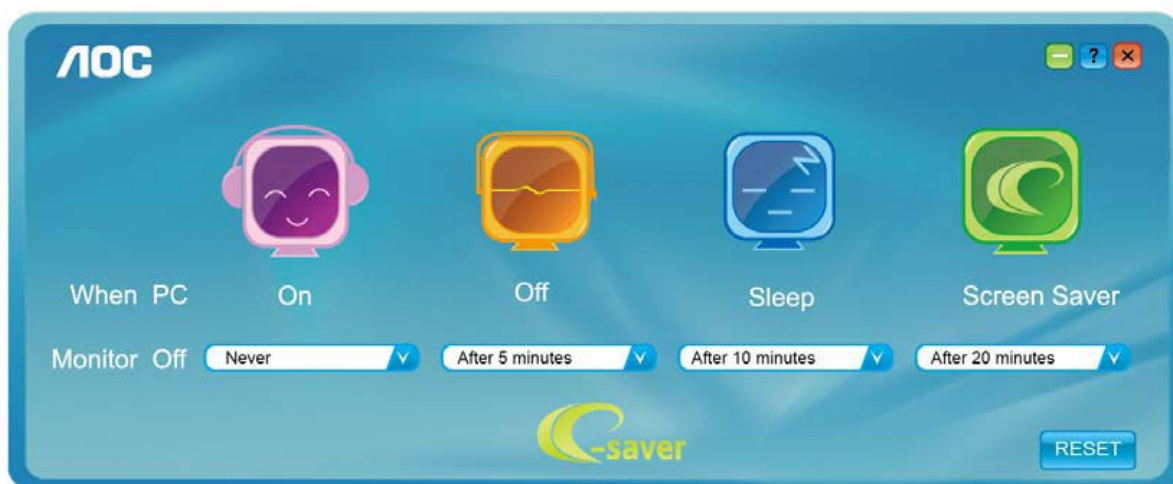 AOC
?
When PC On Off Sleep Screen Saver
Monitor Off Never After 5 minutes After 10 minutes After 20 minutes
e-saver
RESET